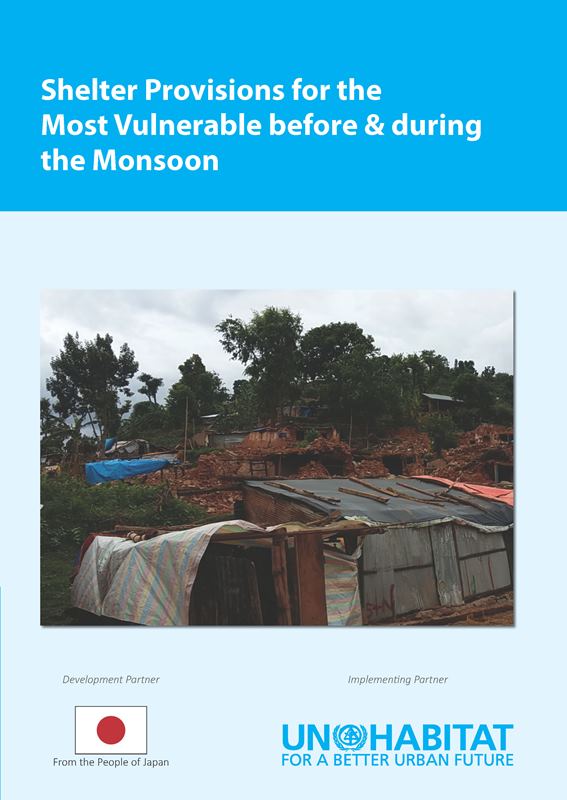 Shelter Provisions for the
Most Vulnerable before & during
the Monsoon
Development Partner
Implementing Partner
From the People of Japan
UN HABITAT
FOR A BETTER URBAN FUTURE